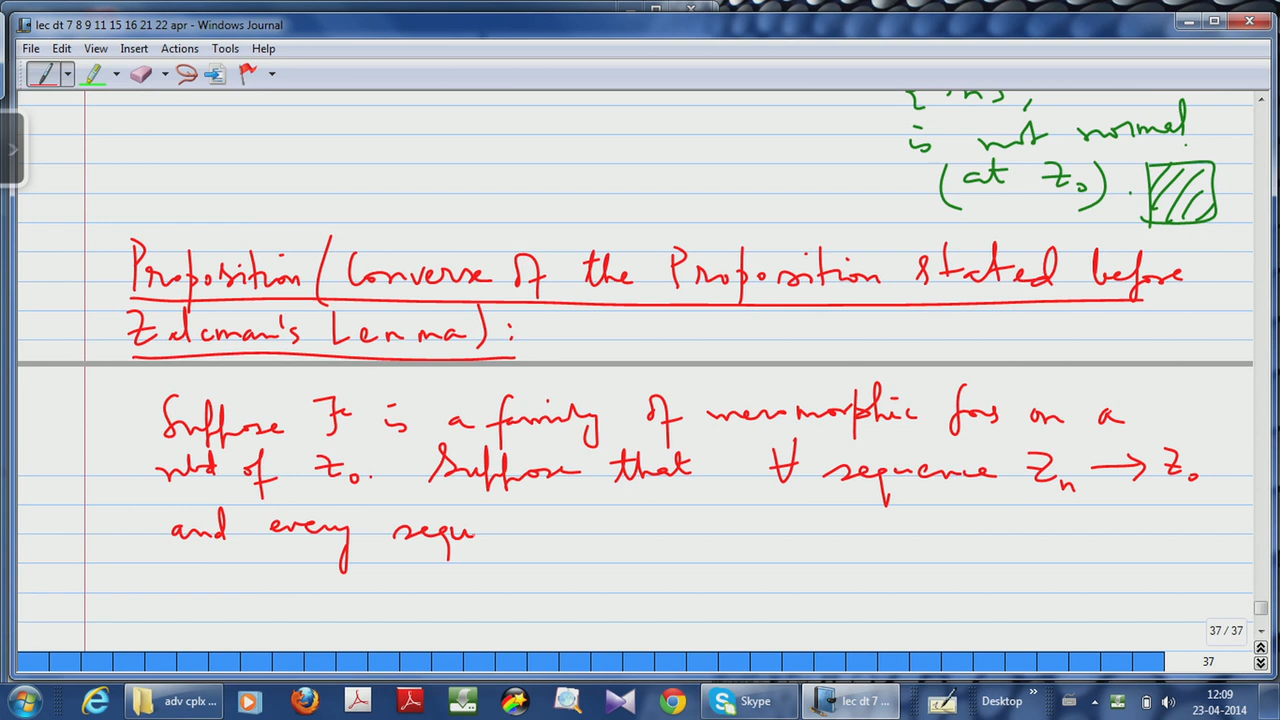 lec dt 7 8 9 11 15 16 21 22 apr - Windows Journal
File Edit View Insert Actions Tools Help
is not normal
(at z₀).
Proposition (Converse of the Proposition stated before
Zalcman's Lemma):
Suppose F is a family of meromorphic fns on a
nbd of z₀. Suppose that ∀ sequence zₙ → z₀
and every sequ
37 / 37
37
adv cplx ...
Skype
lec dt 7 ...
Desktop
12:09
23-04-2014